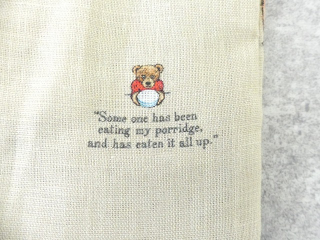 "Some one has been
eating my porridge,
and has eaten it all up."